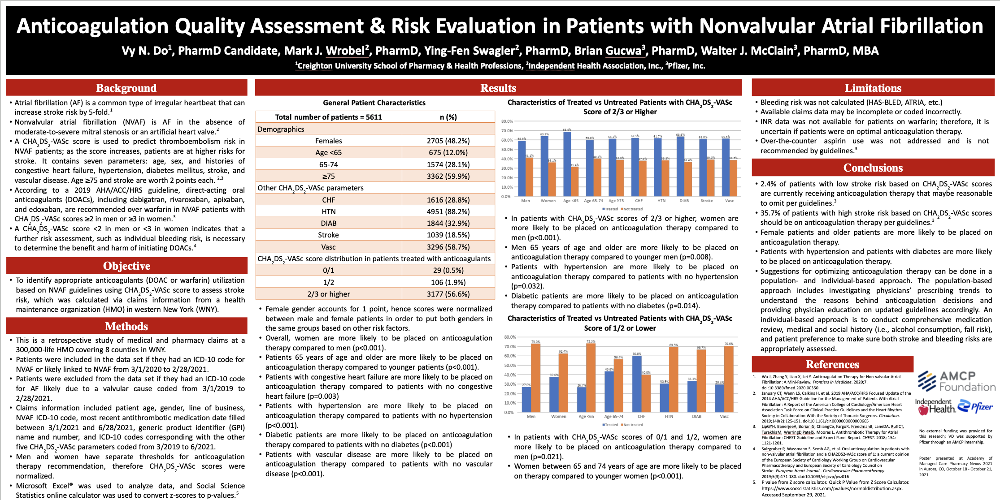 Anticoagulation Quality Assessment & Risk Evaluation in Patients with Nonvalvular Atrial Fibrillation
Vy N. Do1, PharmD Candidate, Mark J. Wrobel2, PharmD, Ying-Fen Swagler2, PharmD, Brian Gucwa3, PharmD, Walter J. McClain3, PharmD, MBA
1Creighton University School of Pharmacy & Health Professions, 2Independent Health Association, Inc., 3Pfizer, Inc.
Background
• Atrial fibrillation (AF) is a common type of irregular heartbeat that can
increase stroke risk by 5-fold.1
• Nonvalvular atrial fibrillation (NVAF) is AF in the absence of
moderate-to-severe mitral stenosis or an artificial heart valve.2
• A CHA2DS2-VASc score is used to predict thromboembolism risk in
NVAF patients; as the score increases, patients are at higher risks for
stroke. It contains seven parameters: age, sex, and histories of
congestive heart failure, hypertension, diabetes mellitus, stroke, and
vascular disease. Age ≥75 and stroke are worth 2 points each. 2,3
• According to a 2019 AHA/ACC/HRS guideline, direct-acting oral
anticoagulants (DOACs), including dabigatran, rivaroxaban, apixaban,
and edoxaban, are recommended over warfarin in NVAF patients with
CHA2DS2-VASc scores ≥2 in men or ≥3 in women.3
• A CHA2DS2-VASc score <2 in men or <3 in women indicates that a
further risk assessment, such as individual bleeding risk, is necessary
to determine the benefit and harm of initiating DOACs.4
Objective
• To identify appropriate anticoagulants (DOAC or warfarin) utilization
based on NVAF guidelines using CHA2DS2-VASc score to assess stroke
risk, which was calculated via claims information from a health
maintenance organization (HMO) in western New York (WNY).
Methods
• This is a retrospective study of medical and pharmacy claims at a
300,000-life HMO covering 8 counties in WNY.
• Patients were included in the data set if they had an ICD-10 code for
NVAF or likely linked to NVAF from 3/1/2020 to 2/28/2021.
• Patients were excluded from the data set if they had an ICD-10 code
for AF likely due to a valvular cause coded from 3/1/2019 to
2/28/2021.
• Claims information included patient age, gender, line of business,
NVAF ICD-10 code, most recent antithrombotic medication date filled
between 3/1/2021 and 6/28/2021, generic product identifier (GPI)
name and number, and ICD-10 codes corresponding with the other
five CHA2DS2-VASc parameters coded from 3/2019 to 6/2021.
• Men and women have separate thresholds for anticoagulation
therapy recommendation, therefore CHA2DS2-VASc scores were
normalized.
• Microsoft Excel® was used to analyze data, and Social Science
Statistics online calculator was used to convert z-scores to p-values.5
Results
General Patient Characteristics
Total number of patients = 5611 n (%)
Demographics
Females 2705 (48.2%)
Age <65 675 (12.0%)
65-74 1574 (28.1%)
≥75 3362 (59.9%)
Other CHA2DS2-VASc parameters
CHF 1616 (28.8%)
HTN 4951 (88.2%)
DIAB 1844 (32.9%)
Stroke 1039 (18.5%)
Vasc 3296 (58.7%)
CHA2DS2-VASc score distribution in patients treated with anticoagulants
0/1 29 (0.5%)
1/2 106 (1.9%)
2/3 or higher 3177 (56.6%)
• Female gender accounts for 1 point, hence scores were normalized
between male and female patients in order to put both genders in
the same groups based on other risk factors.
• Overall, women are more likely to be placed on anticoagulation
therapy compared to men (p<0.001).
• Patients 65 years of age and older are more likely to be placed on
anticoagulation therapy compared to younger patients (p<0.001).
• Patients with congestive heart failure are more likely to be placed on
anticoagulation therapy compared to patients with no congestive
heart failure (p=0.003)
• Patients with hypertension are more likely to be placed on
anticoagulation therapy compared to patients with no hypertension
(p<0.001).
• Diabetic patients are more likely to be placed on anticoagulation
therapy compared to patients with no diabetes (p<0.001)
• Patients with vascular disease are more likely to be placed on
anticoagulation therapy compared to patients with no vascular
disease (p<0.001).
Characteristics of Treated vs Untreated Patients with CHA2DS2-VASc
Score of 2/3 or Higher
80.0%
70.0%
60.0%
50.0%
40.0%
30.0%
20.0%
10.0%
0.0%
58.9% 41.1% 63.9% 36.1% 68.6% 31.4% 59.8% 40.2% 61.2% 38.8% 62.1% 37.9% 61.7% 38.3% 63.6% 36.4% 61.0% 39.0% 61.5% 38.5%
Men Women Age <65 Age 65-74 Age ≥75 CHF HTN DIAB Stroke Vasc
Treated Not treated
• In patients with CHA2DS2-VASc scores of 2/3 or higher, women are
more likely to be placed on anticoagulation therapy compared to
men (p<0.001).
• Men 65 years of age and older are more likely to be placed on
anticoagulation therapy compared to younger men (p=0.008).
• Patients with hypertension are more likely to be placed on
anticoagulation therapy compared to patients with no hypertension
(p=0.032).
• Diabetic patients are more likely to be placed on anticoagulation
therapy compared to patients with no diabetes (p=0.014).
Characteristics of Treated vs Untreated Patients with CHA2DS2-VASc
Score of 1/2 or Lower
80.0%
70.0%
60.0%
50.0%
40.0%
30.0%
20.0%
10.0%
0.0%
27.0% 73.0% 37.6% 62.4% 26.7% 73.3% 43.6% 56.4% 60.0% 40.0% 30.5% 69.5% 33.3% 66.7% 29.4% 70.6%
Men Women Age <65 Age 65-74 CHF HTN DIAB Vasc
Treated Not treated
• In patients with CHA2DS2-VASc scores of 0/1 and 1/2, women are
more likely to be placed on anticoagulation therapy compared to
men (p=0.021).
• Women between 65 and 74 years of age are more likely to be placed
on therapy compared to younger women (p<0.001).
Limitations
• Bleeding risk was not calculated (HAS-BLED, ATRIA, etc.)
• Available claims data may be incomplete or coded incorrectly.
• INR data was not available for patients on warfarin; therefore, it is
uncertain if patients were on optimal anticoagulation therapy.
• Over-the-counter aspirin use was not addressed and is not
recommended by guidelines.3
Conclusions
• 2.4% of patients with low stroke risk based on CHA2DS2-VASc scores
are currently receiving anticoagulation therapy that maybe reasonable
to omit per guidelines.3
• 35.7% of patients with high stroke risk based on CHA2DS2-VASc scores
should be on anticoagulation therapy per guidelines.3
• Female patients and older patients are more likely to be placed on
anticoagulation therapy.
• Patients with hypertension and patients with diabetes are more likely
to be placed on anticoagulation therapy.
• Suggestions for optimizing anticoagulation therapy can be done in a
population- and individual-based approach. The population-based
approach includes investigating physicians’ prescribing trends to
understand the reasons behind anticoagulation decisions and
providing physician education on updated guidelines accordingly. An
individual-based approach is to conduct comprehensive medication
review, medical and social history (i.e., alcohol consumption, fall risk),
and patient preference to make sure both stroke and bleeding risks are
appropriately assessed.
References
1. Wu J, Zhang Y, Liao X, Lei Y. Anticoagulation Therapy for Non-valvular Atrial
Fibrillation: A Mini-Review. Frontiers in Medicine. 2020;7.
doi:10.3389/fmed.2020.00350
2. January CT, Wann LS, Calkins H, et al. 2019 AHA/ACC/HRS Focused Update of the
2014 AHA/ACC/HRS Guideline for the Management of Patients With Atrial
Fibrillation: A Report of the American College of Cardiology/American Heart
Association Task Force on Clinical Practice Guidelines and the Heart Rhythm
Society in Collaboration With the Society of Thoracic Surgeons. Circulation.
2019;140(2):125-151. doi:10.1161/cir.0000000000000665
3. LipGYH, BanerjeeA, BorianiG, ChiangCe, FargoR, FreedmanB, LaneDA, RuffCT,
TurakhiaM, WerringD,PatelS, Moores L. Antithrombotic Therapy for Atrial
Fibrillation: CHEST Guideline and Expert Panel Report. CHEST. 2018; 154:
1121-1201.
4. Sulzgruber P, Wassmann S, Semb AG, et al. Oral anticoagulation in patients with
non-valvular atrial fibrillation and a CHA2DS2-VASc score of 1: a current opinion
of the European Society of Cardiology Working Group on Cardiovascular
Pharmacotherapy and European Society of Cardiology Council on
Stroke. European Heart Journal - Cardiovascular Pharmacotherapy.
2019;5(3):171-180. doi:10.1093/ehjcvp/pvz016
5. P value from Z score calculator. Quick P Value from Z Score Calculator.
https://www.socscistatistics.com/pvalues/normaldistribution.aspx.
Accessed September 29, 2021.
AMCP
Foundation
Independent
Health.
Pfizer
No external funding was provided for
this research; VD was supported by
Pfizer through an AMCP internship.
Poster presented at Academy of
Managed Care Pharmacy Nexus 2021
in Aurora, CO, October 18 - October 21,
2021